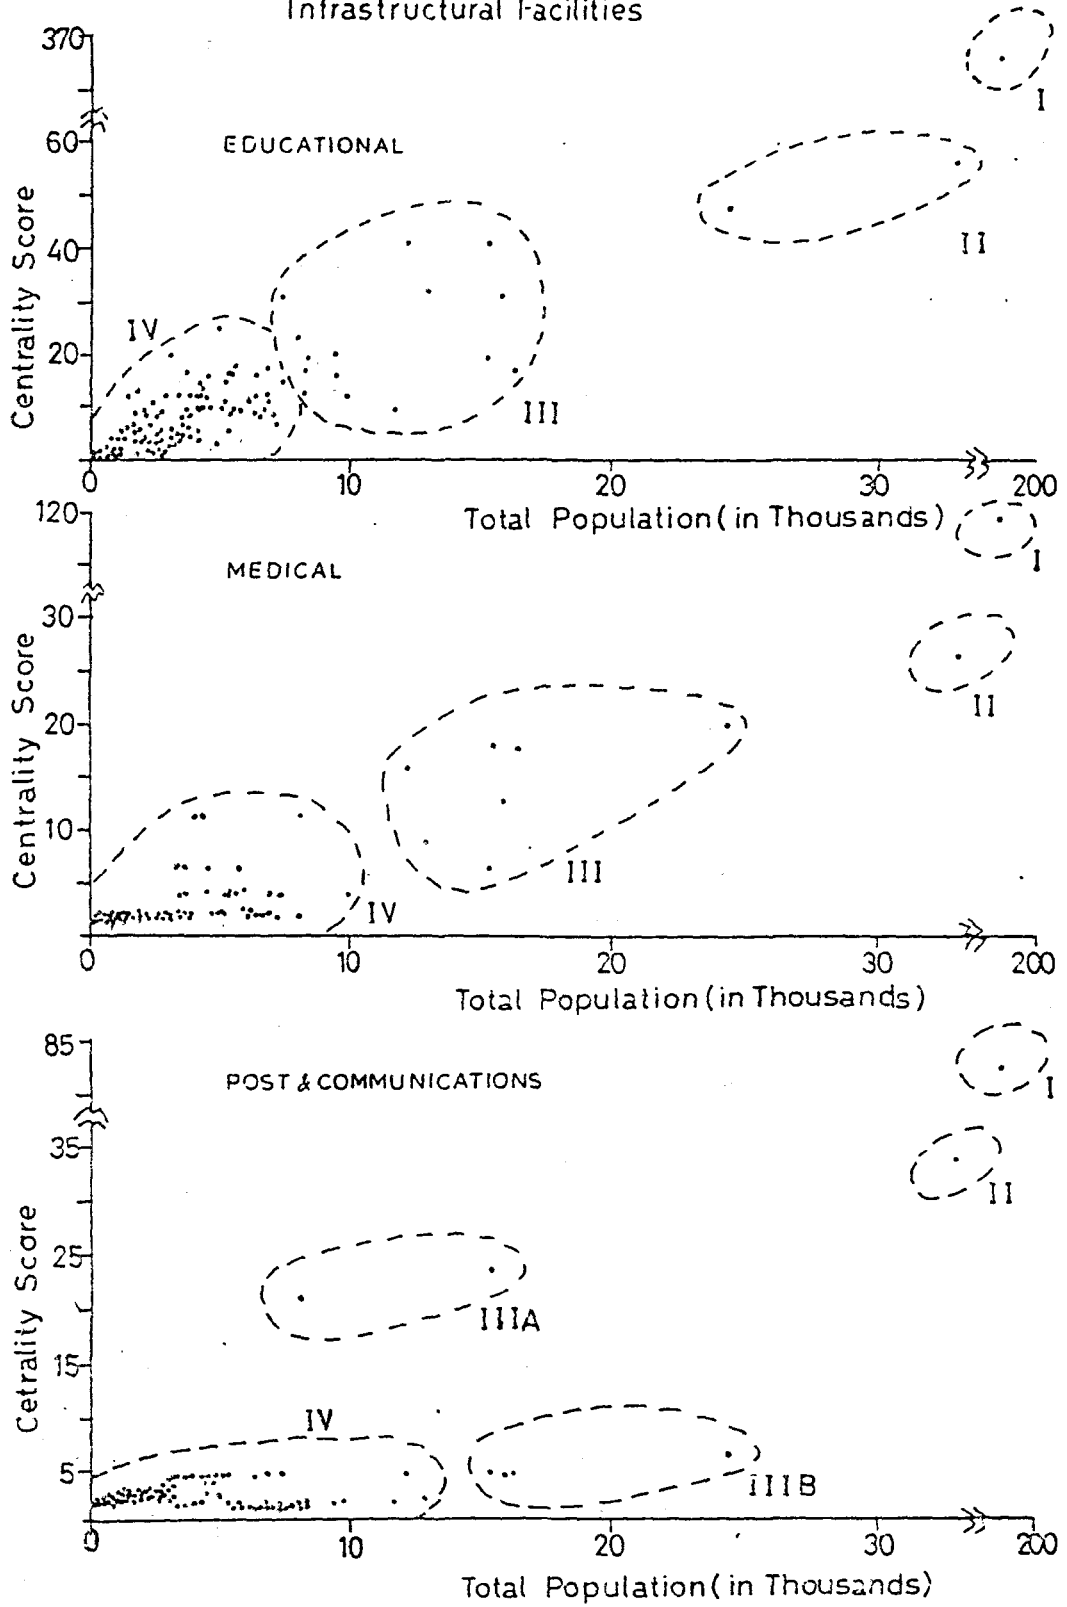 Infrastructural Facilities
370
I
60
EDUCATIONAL
40
II
IV
20
III
Centrality Score
0 10 20 30 200
Total Population (in Thousands)
120
I
MEDICAL
30
II
20
10
III
IV
Centrality Score
0 10 20 30 200
Total Population (in Thousands)
85
POST & COMMUNICATIONS
I
35
II
25
IIIA
15
IV
5
IIIB
Cetrality Score
0 10 20 30 200
Total Population (in Thousands)